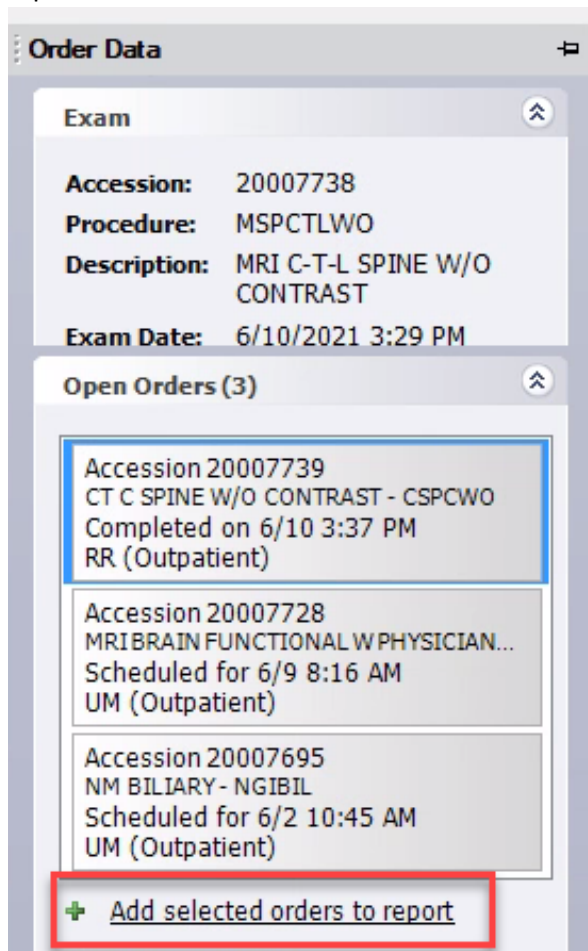 Order Data
Exam
Accession: 20007738
Procedure: MSPCTLWO
Description: MRI C-T-L SPINE W/O
CONTRAST
Exam Date: 6/10/2021 3:29 PM
Open Orders (3)
Accession 20007739
CT C SPINE W/O CONTRAST - CSPCWO
Completed on 6/10 3:37 PM
RR (Outpatient)
Accession 20007728
MRI BRAIN FUNCTIONAL W PHYSICIAN...
Scheduled for 6/9 8:16 AM
UM (Outpatient)
Accession 20007695
NM BILIARY - NGIBIL
Scheduled for 6/2 10:45 AM
UM (Outpatient)
Add selected orders to report